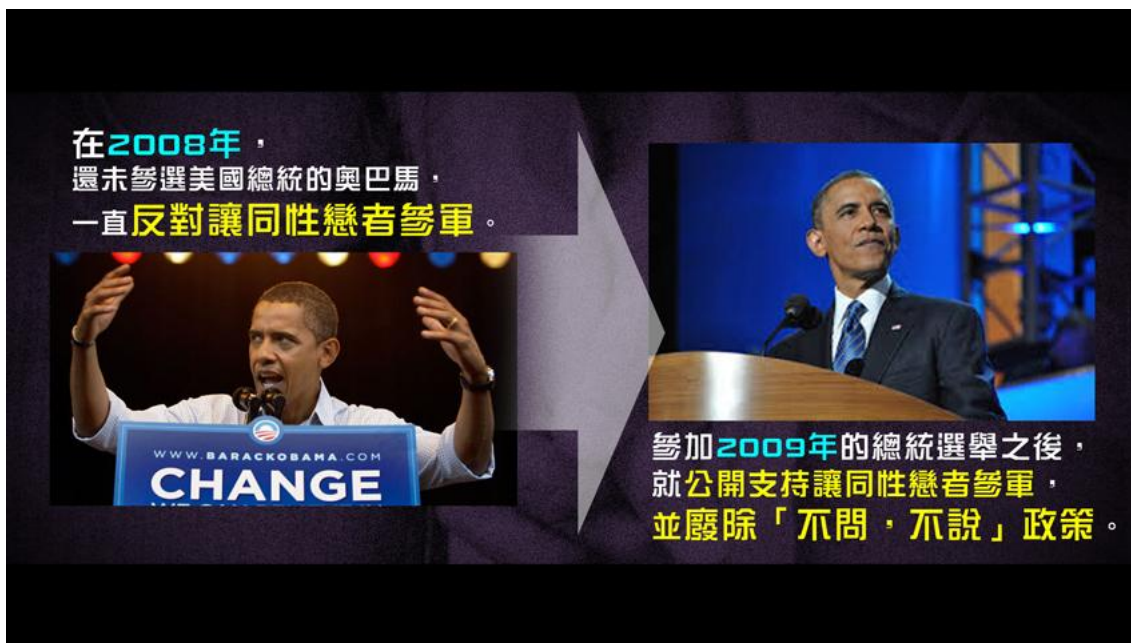 在2008年，
還未參選美國總統的奧巴馬，
一直反對讓同性戀者參軍。
WWW.BARACKOBAMA.COM
CHANGE
參加2009年的總統選舉之後，
就公開支持讓同性戀者參軍，
並廢除「不問，不說」政策。